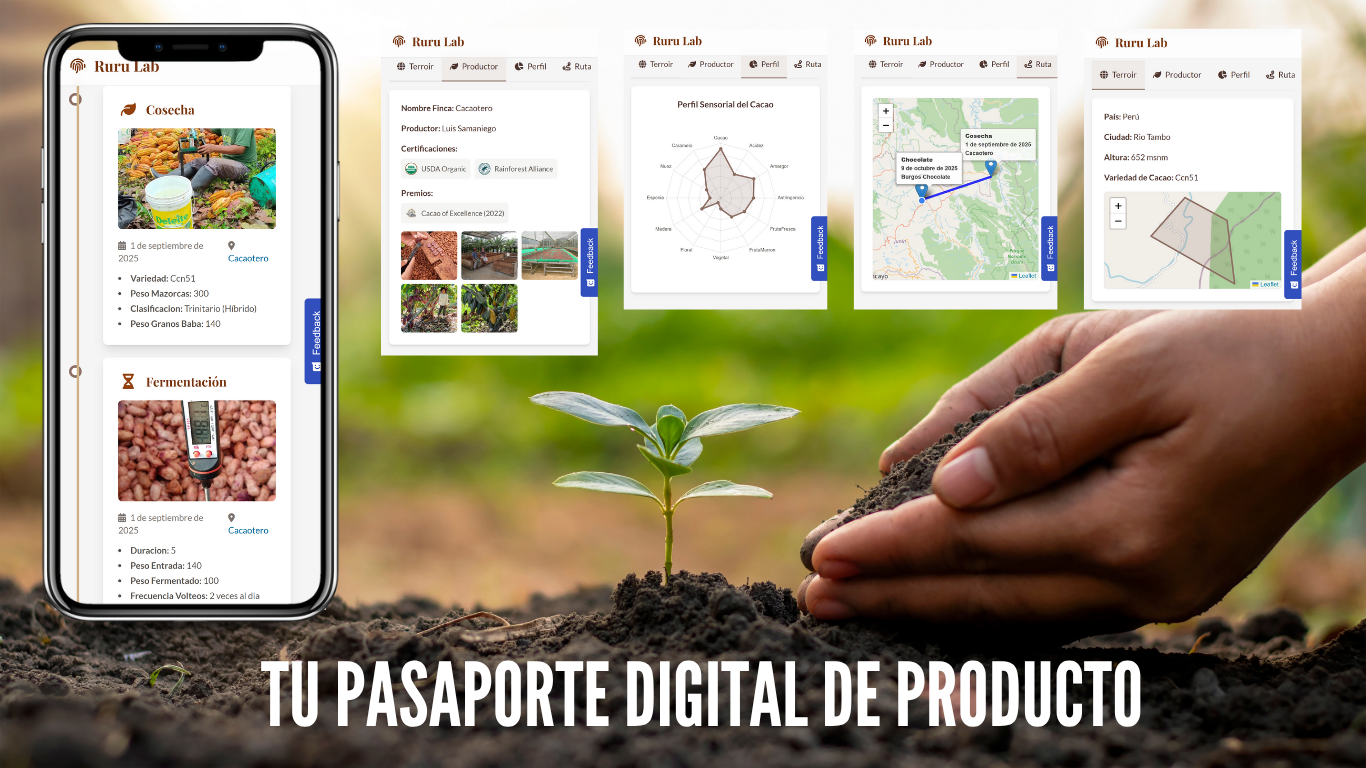 Ruru Lab
Cosecha
Deleite
1 de septiembre de
2025
Cacaotero
Variedad: Ccn51
Peso Mazorcas: 300
Clasificacion: Trinitario (Híbrido)
Peso Granos Baba: 140
Feedback
Fermentación
1 de septiembre de
2025
Cacaotero
Duracion: 5
Peso Entrada: 140
Peso Fermentado: 100
Frecuencia Volteos: 2 veces al dia
Ruru Lab
Terroir Productor Perfil Ruta
Nombre Finca: Cacaotero
Productor: Luis Samaniego
Certificaciones:
USDA Organic Rainforest Alliance
Premios:
Cacao of Excellence (2022)
Feedback
Ruru Lab
Terroir Productor Perfil Ruta
Perfil Sensorial del Cacao
Cacao
Caramelo Acidez
Nuez Amargor
Especia Astringencia
Madera FrutaFresca
Floral FrutaMarron
Vegetal
Feedback
Ruru Lab
Terroir Productor Perfil Ruta
+
−
Cosecha
1 de septiembre de 2025
Cacaotero
Chocolate
9 de octubre de 2025
Burgos Chocolate
Junín
cayo
Leaflet
Feedback
Ruru Lab
Terroir Productor Perfil Ruta
País: Perú
Ciudad: Rio Tambo
Altura: 652 msnm
Variedad de Cacao: Ccn51
+
−
Leaflet
Feedback
TU PASAPORTE DIGITAL DE PRODUCTO